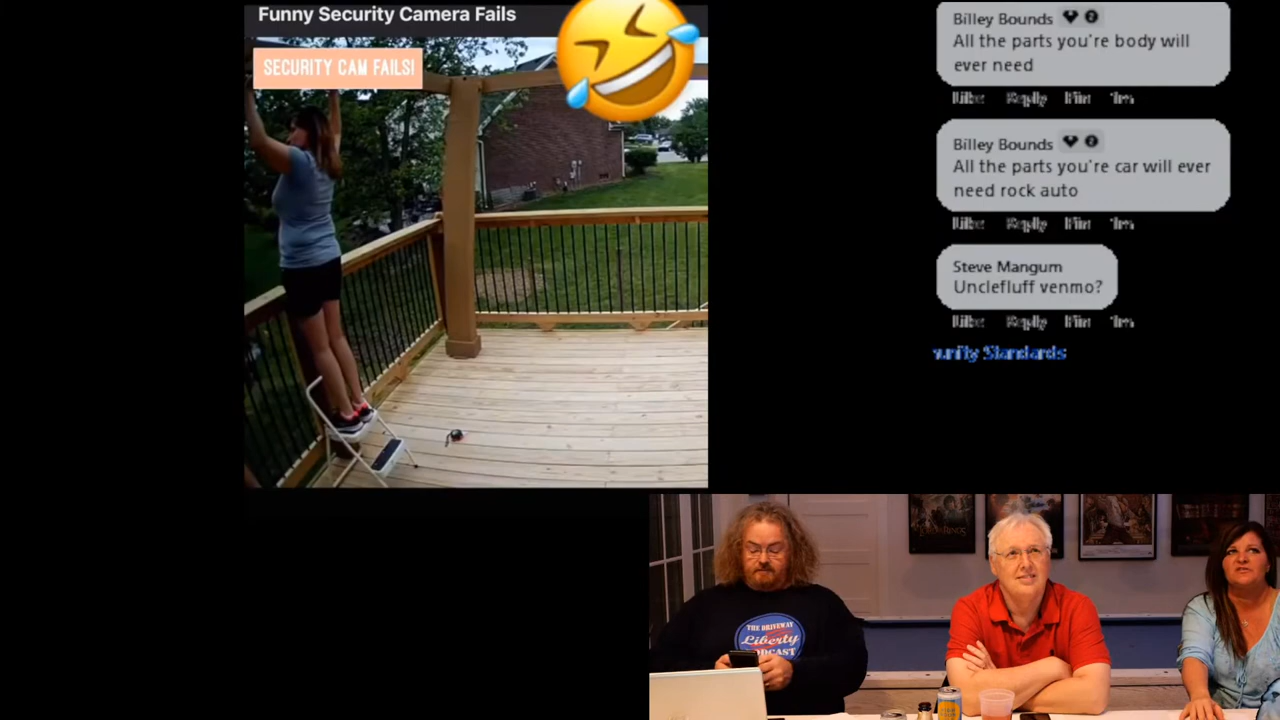 Funny Security Camera Fails
SECURITY CAM FAILS!
Billey Bounds
All the parts you're body will
ever need
Billey Bounds
All the parts you're car will ever
need rock auto
Steve Mangum
Unclefluff venmo?
Standards
THE DRIVEWAY
Liberty
PODCAST